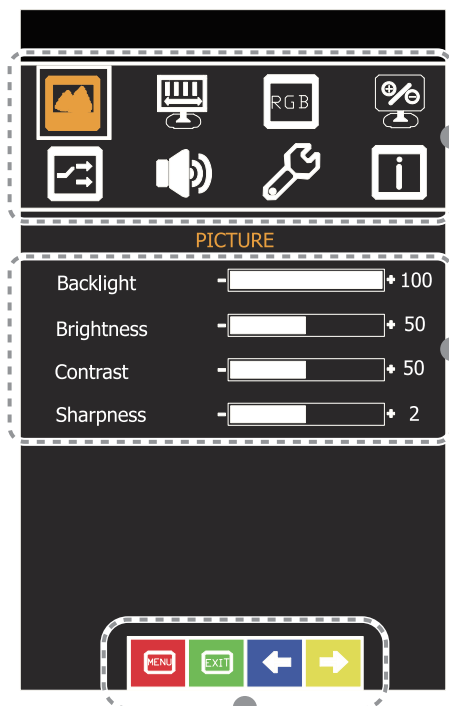 RGB
PICTURE
Backlight - + 100
Brightness - + 50
Contrast - + 50
Sharpness - + 2
MENU EXIT